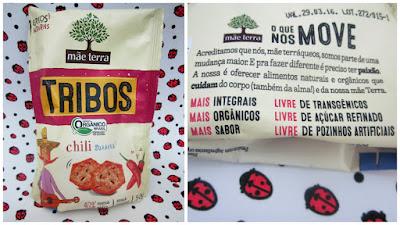 mãe terra
TRIBOS
PRODUTO
ORGÂNICO
BRASIL
chili
VAL. 29.03.16. LOT.272/015-1
mãe terra
O QUE
NOS MOVE
Acreditamos que nós, mãe terráqueos, somos parte de uma
mudança maior. E pra fazer diferente é preciso ter paixão.
A nossa é oferecer alimentos naturais e orgânicos que
cuidam do corpo (também da alma) e da nossa mãe Terra.
MAIS INTEGRAIS
MAIS ORGÂNICOS
MAIS SABOR
LIVRE DE TRANSGÊNICOS
LIVRE DE AÇUCAR REFINADO
LIVRE DE POZINHOS ARTIFICIAIS